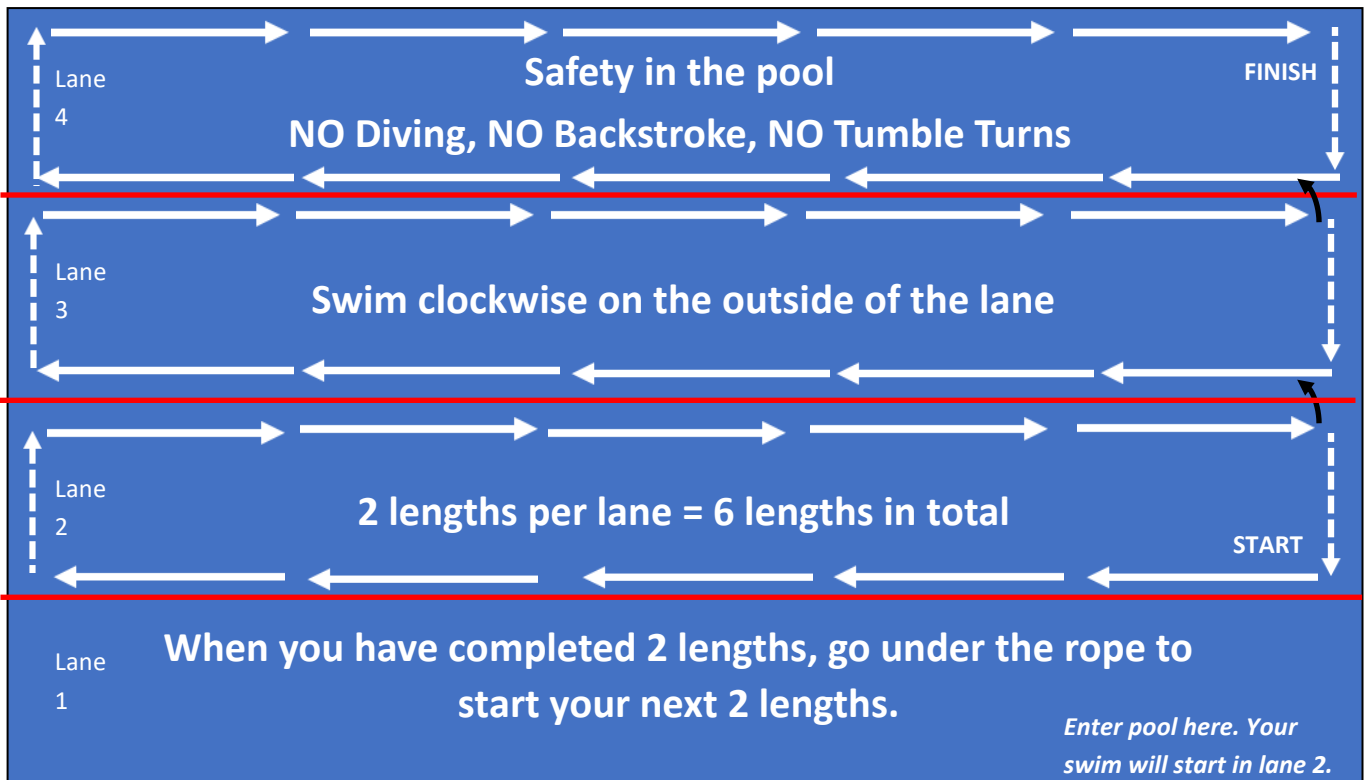 Safety in the pool
FINISH
Lane
4
NO Diving, NO Backstroke, NO Tumble Turns
Lane
3
Swim clockwise on the outside of the lane
Lane
2
2 lengths per lane = 6 lengths in total
START
When you have completed 2 lengths, go under the rope to
start your next 2 lengths.
Lane
1
Enter pool here. Your
swim will start in lane 2.